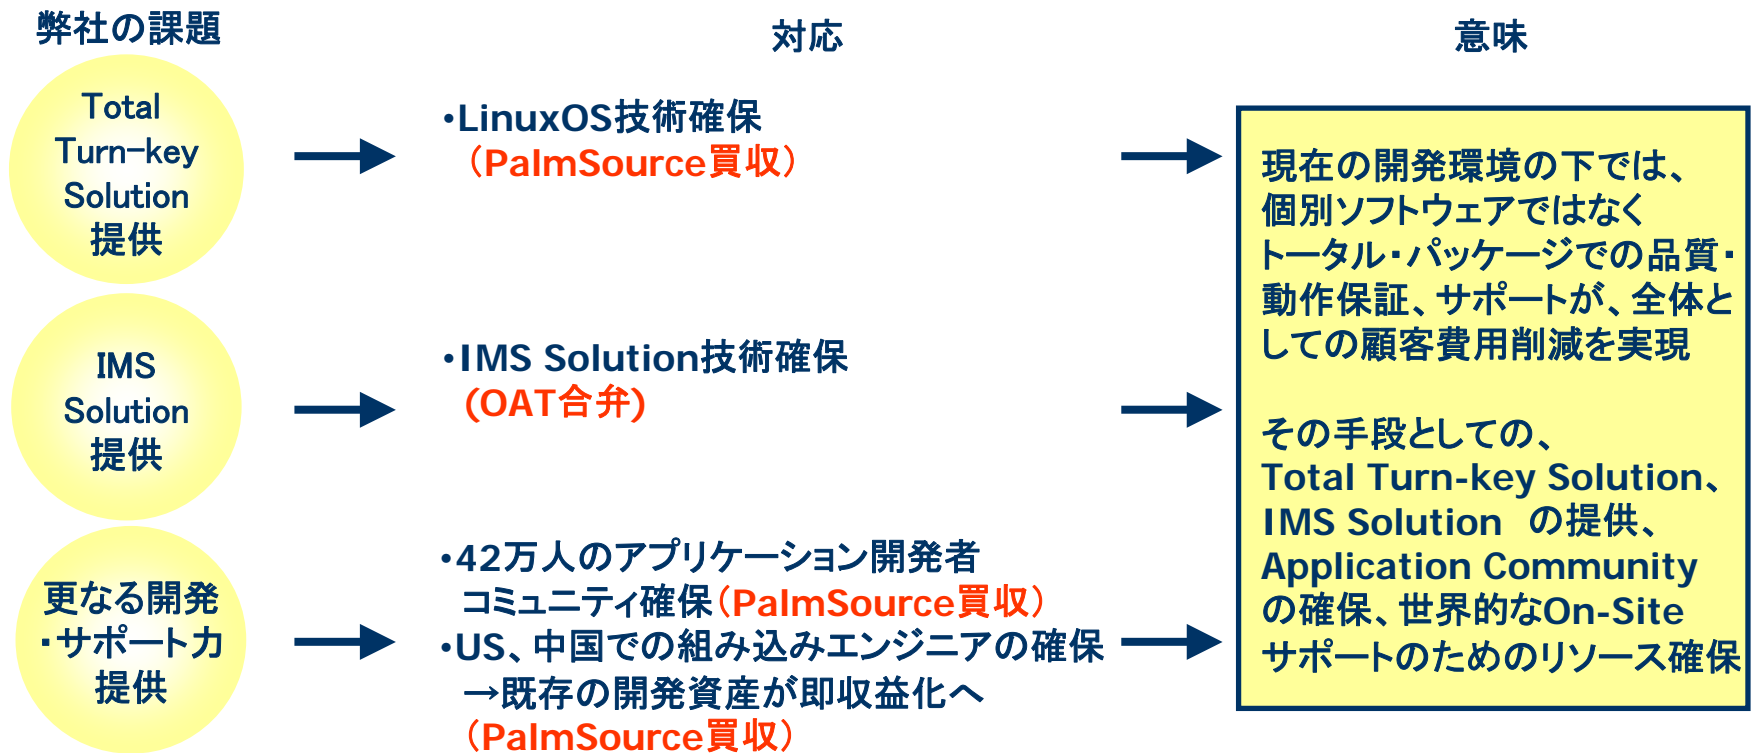 弊社の課題
対応
意味
Total
Turn-key
Solution
提供
・LinuxOS技術確保
（PalmSource買収）
IMS
Solution
提供
・IMS Solution技術確保
(OAT合弁)
更なる開発
・サポート力
提供
・42万人のアプリケーション開発者
コミュニティ確保（PalmSource買収）
・US、中国での組み込みエンジニアの確保
→既存の開発資産が即収益化へ
（PalmSource買収）
現在の開発環境の下では、
個別ソフトウェアではなく
トータル・パッケージでの品質・
動作保証、サポートが、全体と
しての顧客費用削減を実現
その手段としての、
Total Turn-key Solution、
IMS Solution の提供、
Application Community
の確保、世界的なOn-Site
サポートのためのリソース確保